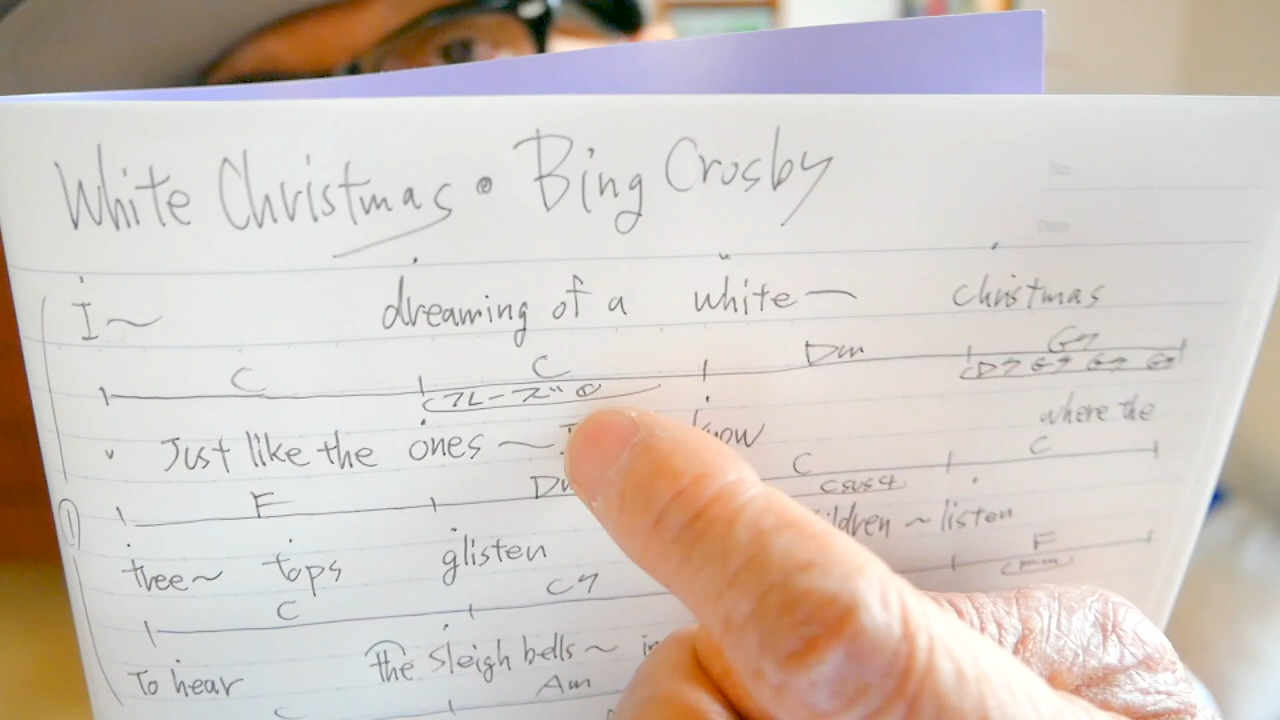 No.
Date
White Christmas • Bing Crosby
I~ dreaming of a white~ christmas
C C Dm G7
(フレーズ① (D7 G7 G7 G7
Just like the ones~ know where the
F C C
Csus4
tree~ tops glisten ~ listen
C C7 F
(Fm)
To hear the sleigh bells~
C Am